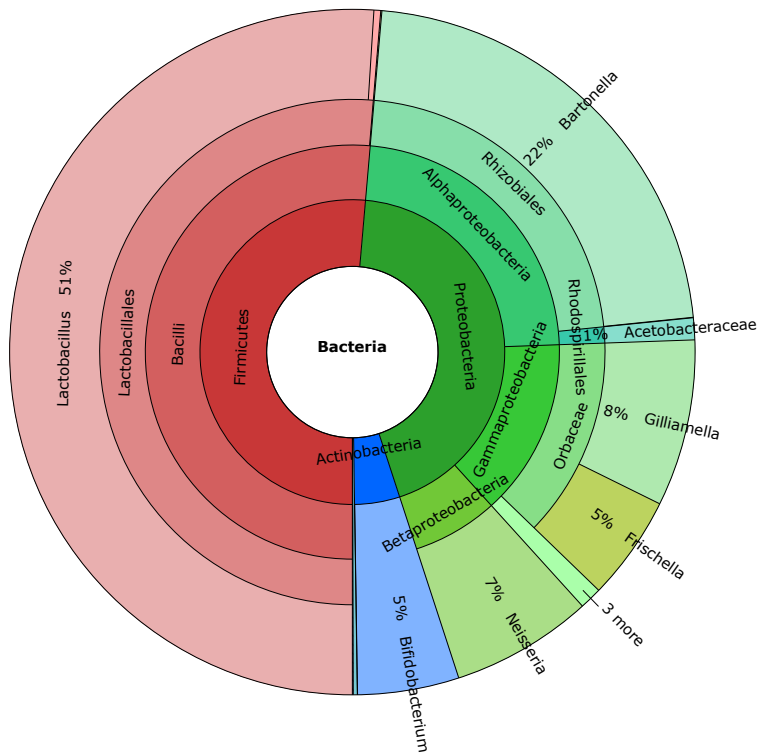 Bacteria
Firmicutes
Bacilli
Lactobacillales
Lactobacillus 51%
Proteobacteria
Alphaproteobacteria
Rhizobiales
22% Bartonella
Rhodospirillales
1% Acetobacteraceae
Gammaproteobacteria
Orbaceae
8% Gilliamella
5% Frischella
3 more
Betaproteobacteria
7% Neisseria
Actinobacteria
5% Bifidobacterium